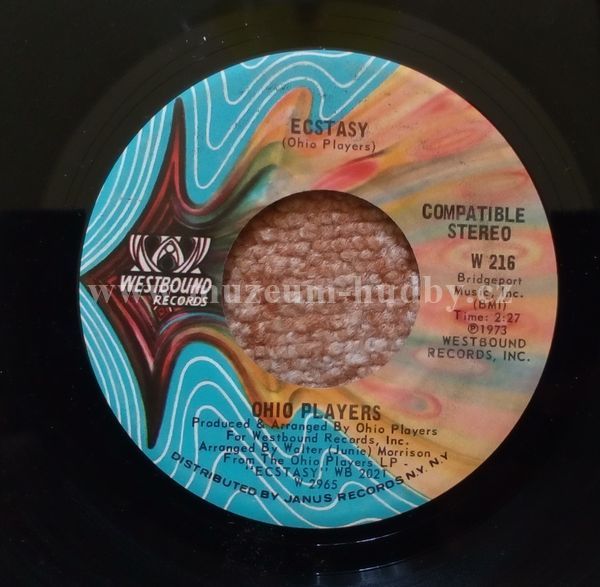 ECSTASY
(Ohio Players)
COMPATIBLE
STEREO
W 216
Bridgeport
Music, Inc.
(BMI)
Time: 2:27
℗1973
WESTBOUND
RECORDS, INC.
WESTBOUND
RECORDS
www.muzeum-hudby.cz
OHIO PLAYERS
Produced & Arranged By Ohio Players
For Westbound Records, Inc.
Arranged By Walter (Junie) Morrison
From The Ohio Players LP -
"ECSTASY" WB 2021
W 2965
DISTRIBUTED BY JANUS RECORDS N.Y. N.Y.